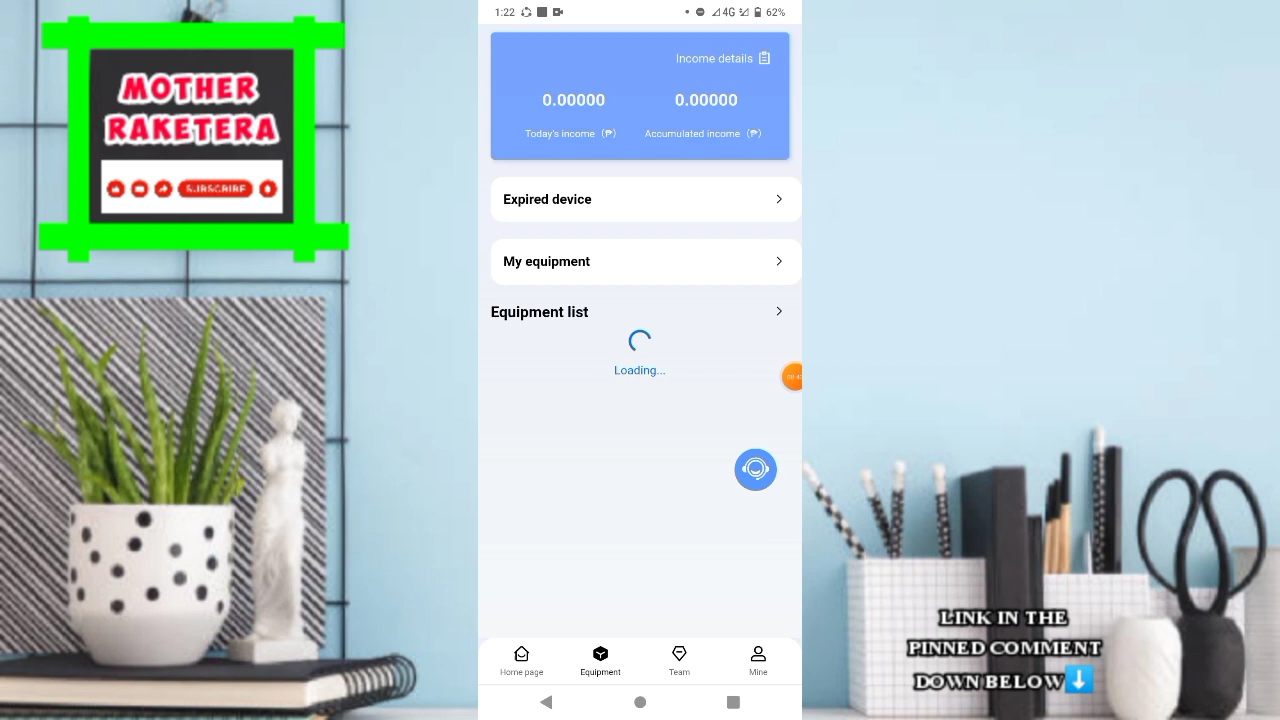 MOTHER
RAKETERA
SUBSCRIBE
1:22
4G
62%
Income details
0.00000
0.00000
Today's income (₱)
Accumulated income (₱)
Expired device
My equipment
Equipment list
Loading...
Home page
Equipment
Team
Mine
LINK IN THE
PINNED COMMENT
DOWN BELOW